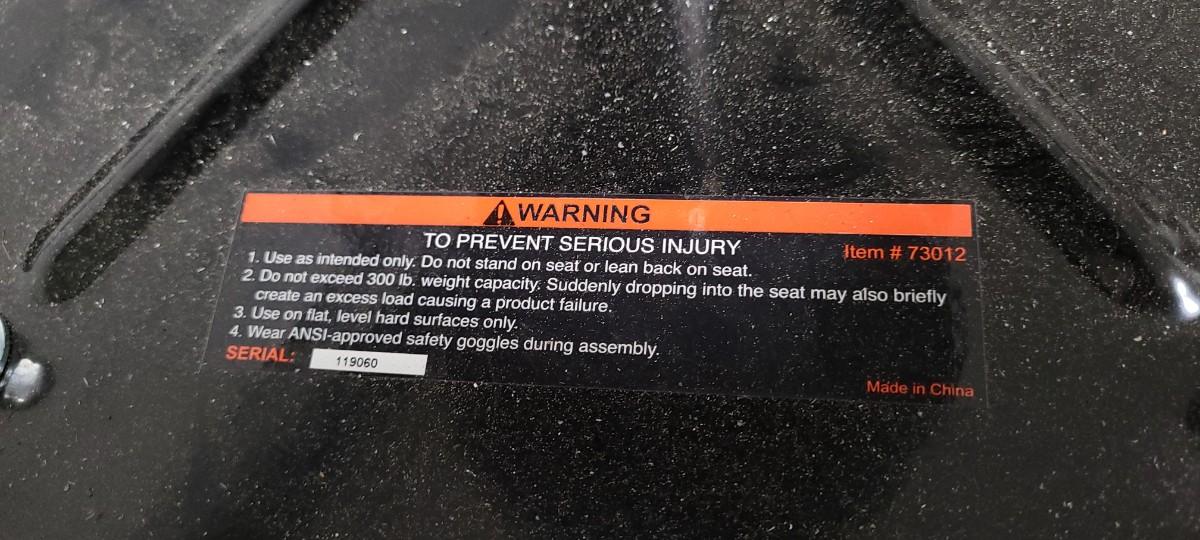 WARNING
TO PREVENT SERIOUS INJURY
Item # 73012
1. Use as intended only. Do not stand on seat or lean back on seat.
2. Do not exceed 300 lb. weight capacity. Suddenly dropping into the seat may also briefly
create an excess load causing a product failure.
3. Use on flat, level hard surfaces only.
4. Wear ANSI-approved safety goggles during assembly.
SERIAL: 119060
Made in China